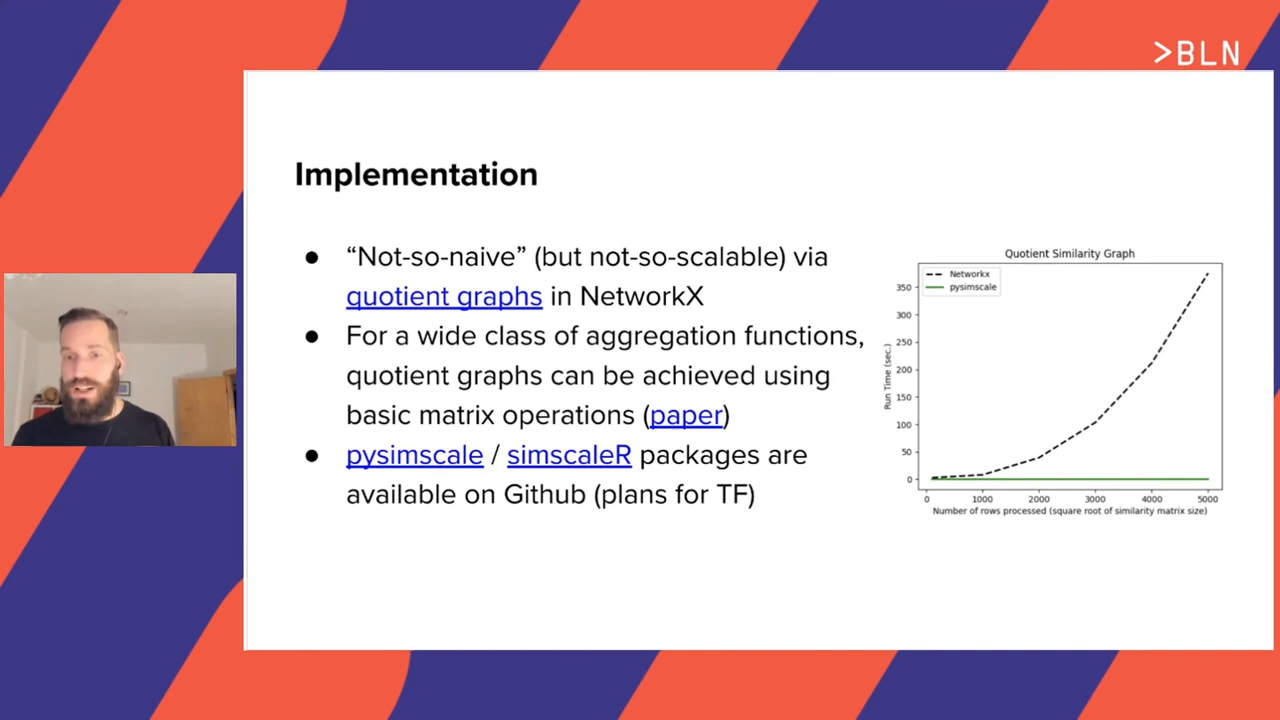 >BLN
Implementation
● “Not-so-naive” (but not-so-scalable) via
quotient graphs in NetworkX
● For a wide class of aggregation functions,
quotient graphs can be achieved using
basic matrix operations (paper)
● pysimscale / simscaleR packages are
available on Github (plans for TF)
Quotient Similarity Graph
Networkx
pysimscale
350
300
250
200
150
100
50
0
Run Time (sec.)
0 1000 2000 3000 4000 5000
Number of rows processed (square root of similarity matrix size)